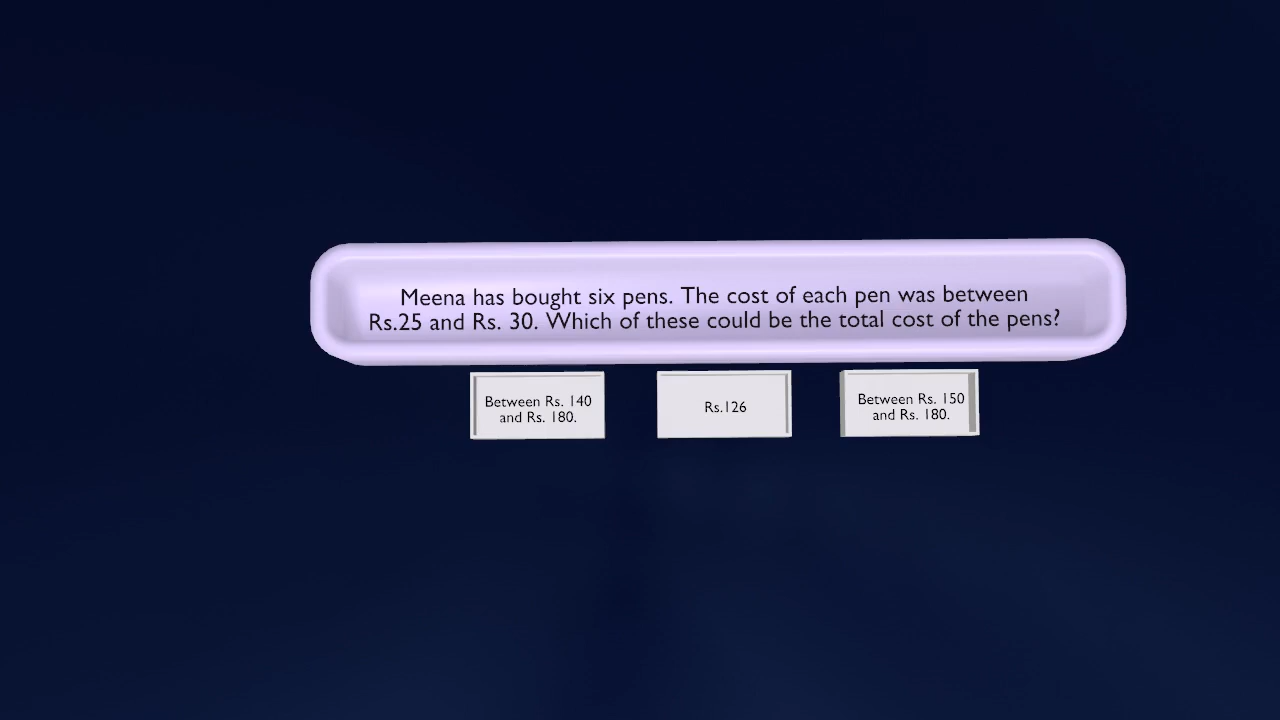 Meena has bought six pens. The cost of each pen was between
Rs.25 and Rs. 30. Which of these could be the total cost of the pens?
Between Rs. 140
and Rs. 180.
Rs.126
Between Rs. 150
and Rs. 180.